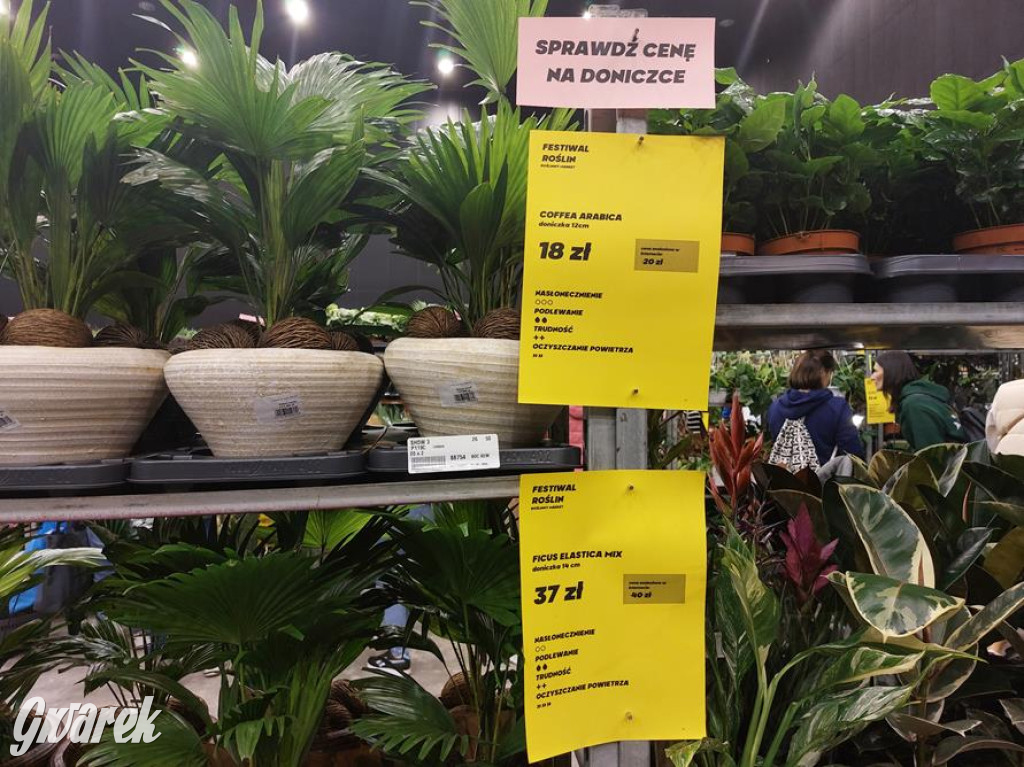 SPRAWDŹ CENĘ
NA DONICZCE
FESTIWAL
ROŚLIN
COFFEA ARABICA
doniczka 12cm
18 zł
20 zł
NASŁONECZNIENIE
PODLEWANIE
TRUDNOŚĆ
++
OCZYSZCZANIE POWIETRZA
FESTIWAL
ROŚLIN
FICUS ELASTICA MIX
doniczka 14 cm
37 zł
40 zł
NASŁONECZNIENIE
PODLEWANIE
TRUDNOŚĆ
++
OCZYSZCZANIE POWIETRZA
Gwarek